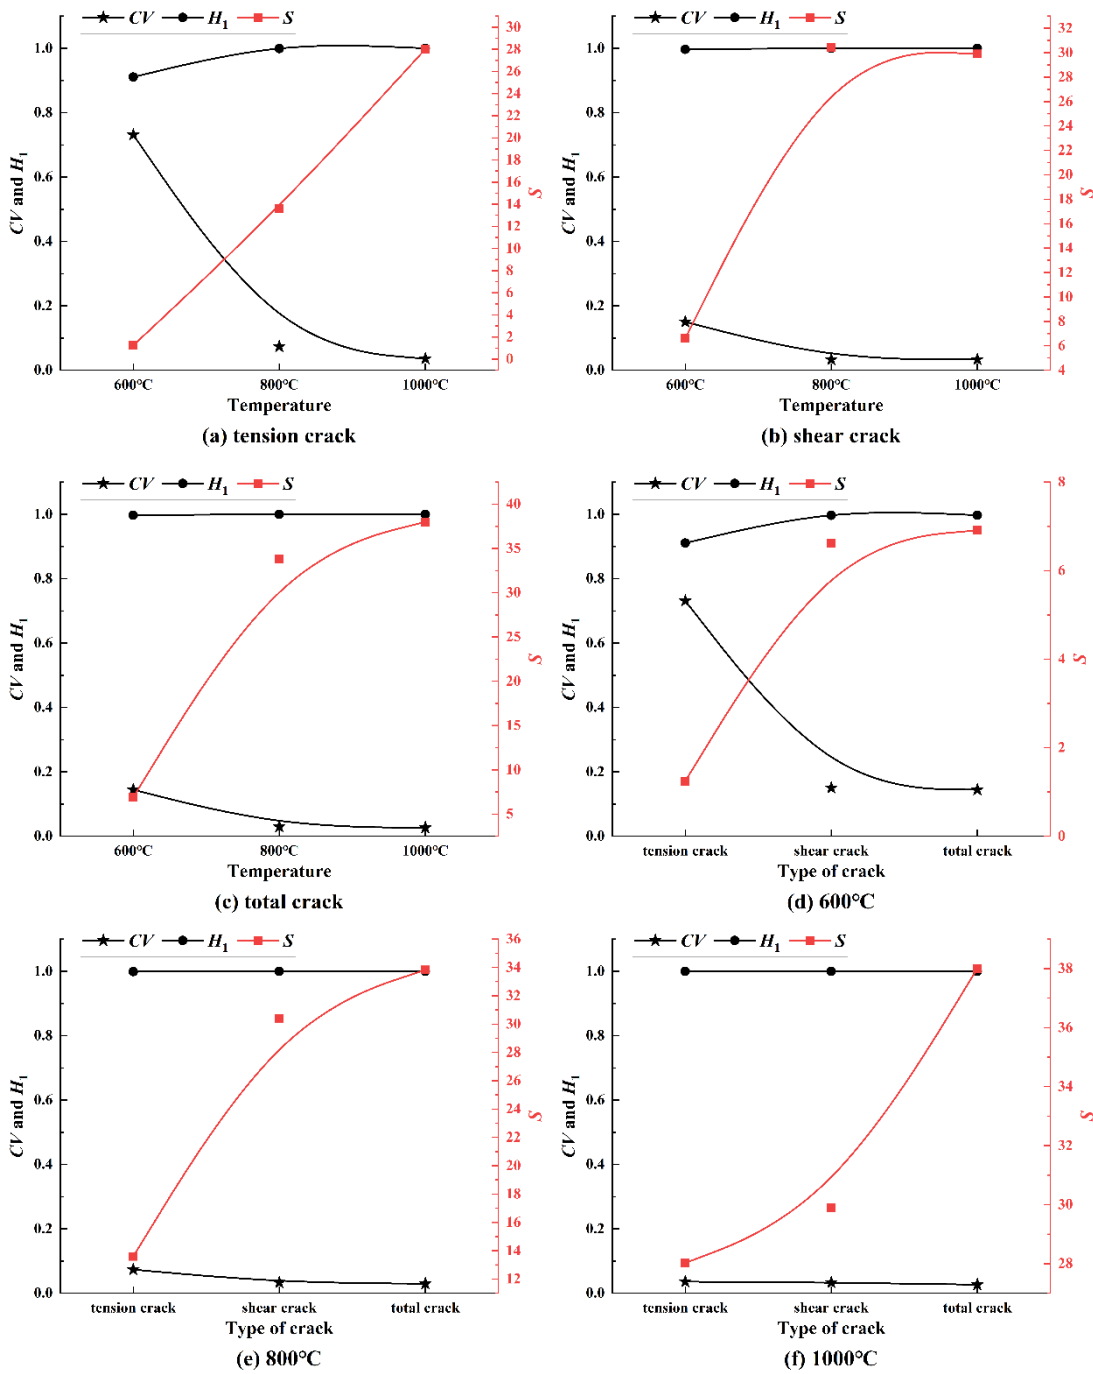 CV H1 S
1.0
0.8
0.6
0.4
0.2
0.0
CV and H1
30
28
26
24
22
20
18
16
14
12
10
8
6
4
2
0
S
600°C 800°C 1000°C
Temperature
(a) tension crack
CV H1 S
1.0
0.8
0.6
0.4
0.2
0.0
CV and H1
32
30
28
26
24
22
20
18
16
14
12
10
8
6
4
S
600°C 800°C 1000°C
Temperature
(b) shear crack
CV H1 S
1.0
0.8
0.6
0.4
0.2
0.0
CV and H1
40
35
30
25
20
15
10
5
S
600°C 800°C 1000°C
Temperature
(c) total crack
CV H1 S
1.0
0.8
0.6
0.4
0.2
0.0
CV and H1
8
6
4
2
0
S
tension crack shear crack total crack
Type of crack
(d) 600°C
CV H1 S
1.0
0.8
0.6
0.4
0.2
0.0
CV and H1
36
34
32
30
28
26
24
22
20
18
16
14
12
S
tension crack shear crack total crack
Type of crack
(e) 800°C
CV H1 S
1.0
0.8
0.6
0.4
0.2
0.0
CV and H1
38
36
34
32
30
28
S
tension crack shear crack total crack
Type of crack
(f) 1000°C